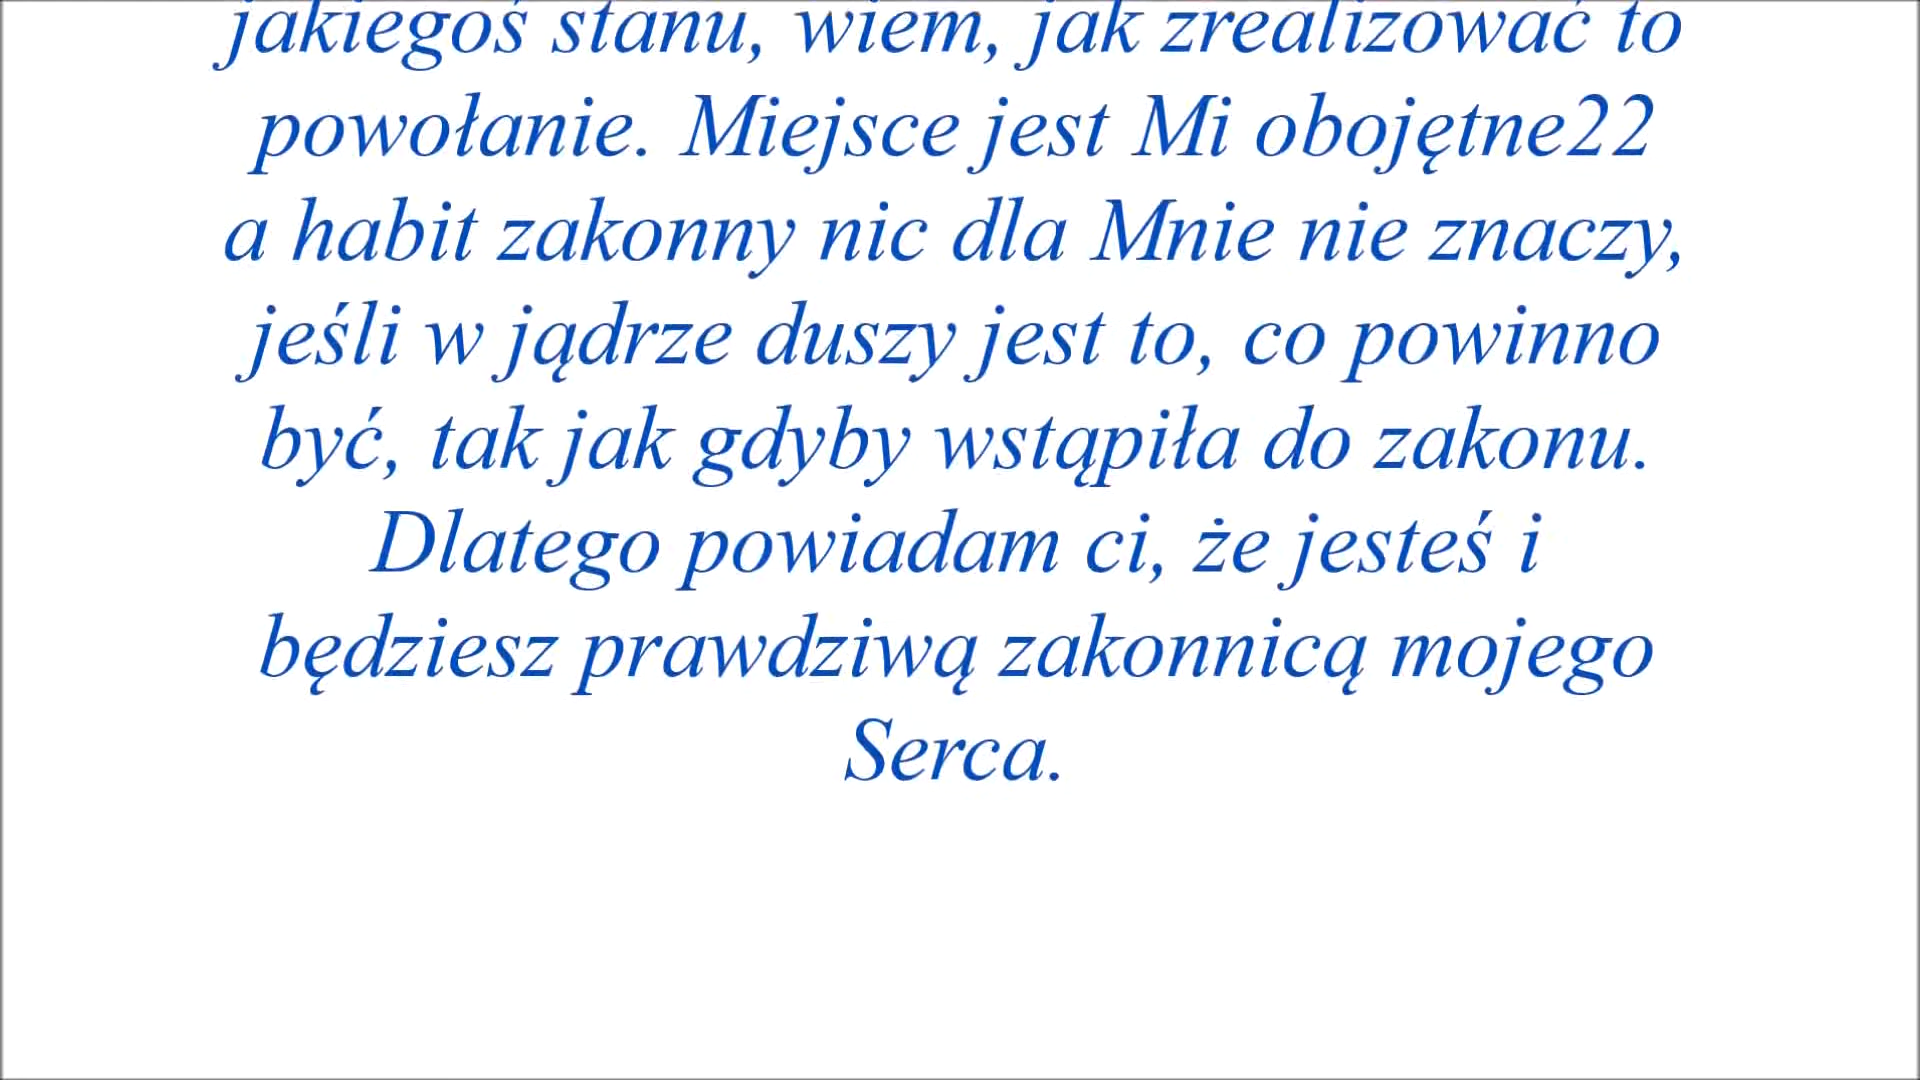 jakiegoś stanu, wiem, jak zrealizować to
powołanie. Miejsce jest Mi obojętne22
a habit zakonny nic dla Mnie nie znaczy,
jeśli w jądrze duszy jest to, co powinno
być, tak jak gdyby wstąpiła do zakonu.
Dlatego powiadam ci, że jesteś i
będziesz prawdziwą zakonnicą mojego
Serca.